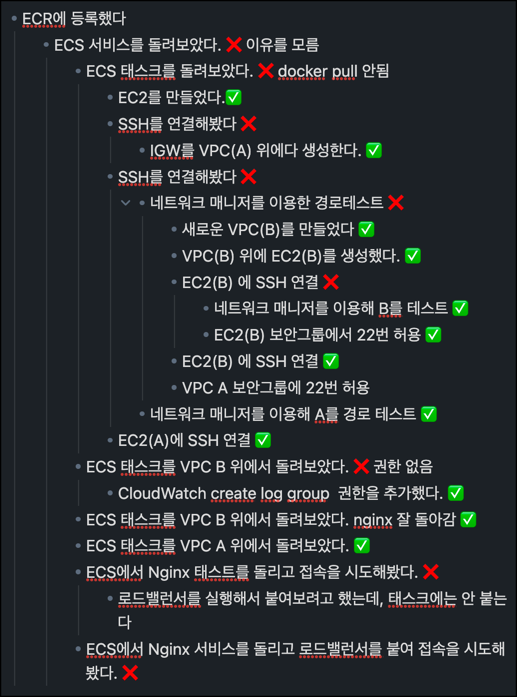 ECR에 등록했다
ECS 서비스를 돌려보았다. ❌ 이유를 모름
ECS 태스크를 돌려보았다. ❌ docker pull 안됨
EC2를 만들었다.✅
SSH를 연결해봤다 ❌
IGW를 VPC(A) 위에다 생성한다. ✅
SSH를 연결해봤다 ❌
네트워크 매니저를 이용한 경로테스트 ❌
새로운 VPC(B)를 만들었다 ✅
VPC(B) 위에 EC2(B)를 생성했다. ✅
EC2(B) 에 SSH 연결 ❌
네트워크 매니저를 이용해 B를 테스트 ✅
EC2(B) 보안그룹에서 22번 허용 ✅
EC2(B) 에 SSH 연결 ✅
VPC A 보안그룹에 22번 허용
네트워크 매니저를 이용해 A를 경로 테스트 ✅
EC2(A)에 SSH 연결 ✅
ECS 태스크를 VPC B 위에서 돌려보았다. ❌ 권한 없음
CloudWatch create log group 권한을 추가했다. ✅
ECS 태스크를 VPC B 위에서 돌려보았다. nginx 잘 돌아감 ✅
ECS 태스크를 VPC A 위에서 돌려보았다. ✅
ECS에서 Nginx 태스트를 돌리고 접속을 시도해봤다. ❌
로드밸런서를 실행해서 붙여보려고 했는데, 태스크에는 안 붙는
다
ECS에서 Nginx 서비스를 돌리고 로드밸런서를 붙여 접속을 시도해
봤다. ❌